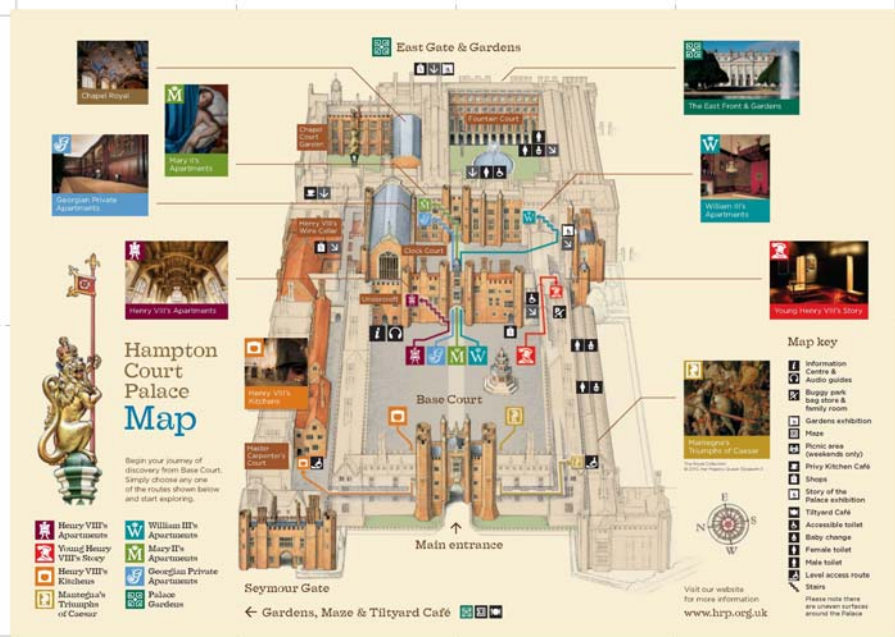 East Gate & Gardens
Chapel Royal
Mary II's
Apartments
Georgian Private
Apartments
Chapel
Court
Garden
Fountain Court
The East Front & Gardens
William III's
Apartments
Henry VIII's
Wine Cellar
Clock Court
Henry VIII's Apartments
Undercroft
Young Henry VIII's Story
Hampton
Court
Palace
Map
Begin your journey of
discovery from Base Court.
Simply choose any one
of the routes shown below
and start exploring.
Henry VIII's
Kitchens
Base Court
Master
Carpenter's
Court
Mantegna's
Triumphs of Caesar
Main entrance
Seymour Gate
← Gardens, Maze & Tiltyard Café
Henry VIII's
Apartments
Young Henry
VIII's Story
Henry VIII's
Kitchens
Mantegna's
Triumphs
of Caesar
William III's
Apartments
Mary II's
Apartments
Georgian Private
Apartments
Palace
Gardens
Map key
Information
Centre &
Audio guides
Buggy park
bag store &
family room
Gardens exhibition
Maze
Picnic area
(weekends only)
Privy Kitchen Café
Shops
Story of the
Palace exhibition
Tiltyard Café
Accessible toilet
Baby change
Female toilet
Male toilet
Level access route
Stairs
Please note there
are uneven surfaces
around the Palace
E
N
S
W
Visit our website
for more information
www.hrp.org.uk